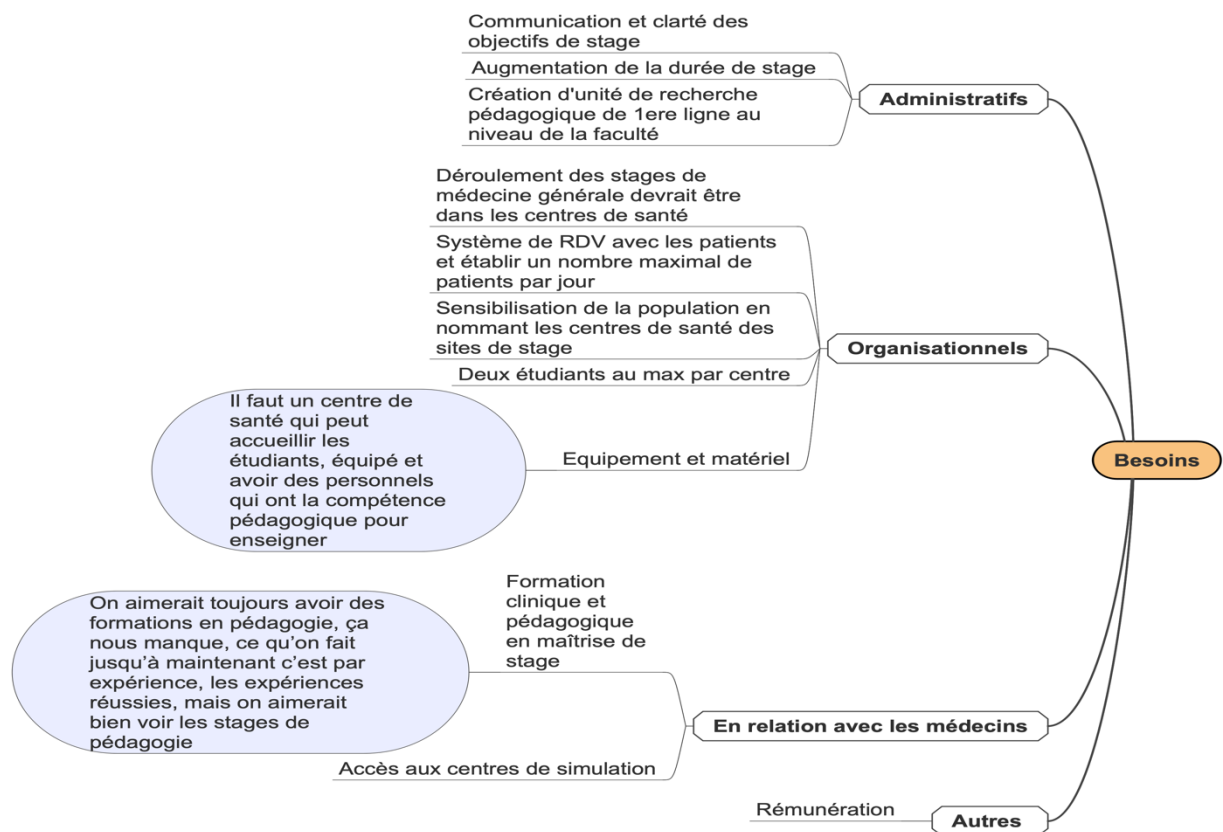 Communication et clarté des
objectifs de stage
Augmentation de la durée de stage
Création d'unité de recherche
pédagogique de 1ere ligne au
niveau de la faculté
Administratifs
Déroulement des stages de
médecine générale devrait être
dans les centres de santé
Système de RDV avec les patients
et établir un nombre maximal de
patients par jour
Sensibilisation de la population en
nommant les centres de santé des
sites de stage
Deux étudiants au max par centre
Il faut un centre de
santé qui peut
accueillir les
étudiants, équipé et
avoir des personnels
qui ont la compétence
pédagogique pour
enseigner
Equipement et matériel
Organisationnels
Besoins
Formation
clinique et
pédagogique
en maîtrise de
stage
On aimerait toujours avoir des
formations en pédagogie, ça
nous manque, ce qu'on fait
jusqu'à maintenant c'est par
expérience, les expériences
réussies, mais on aimerait
bien voir les stages de
pédagogie
Accès aux centres de simulation
En relation avec les médecins
Rémunération
Autres